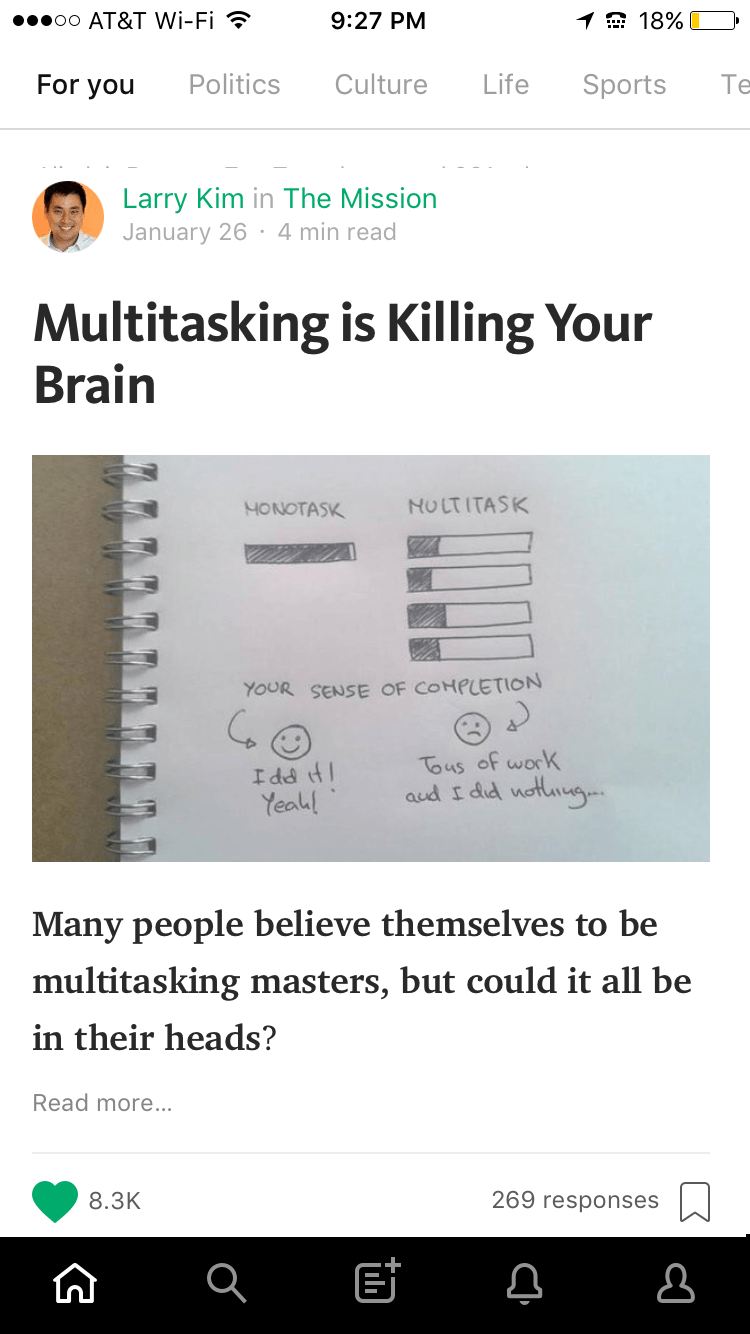 AT&T Wi-Fi 9:27 PM 18%
For you Politics Culture Life Sports Te
Larry Kim in The Mission
January 26 · 4 min read
Multitasking is Killing Your
Brain
MONOTASK MULTITASK
YOUR SENSE OF COMPLETION
I did it! Tons of work
Yeah! and I did nothing...
Many people believe themselves to be
multitasking masters, but could it all be
in their heads?
Read more...
8.3K 269 responses